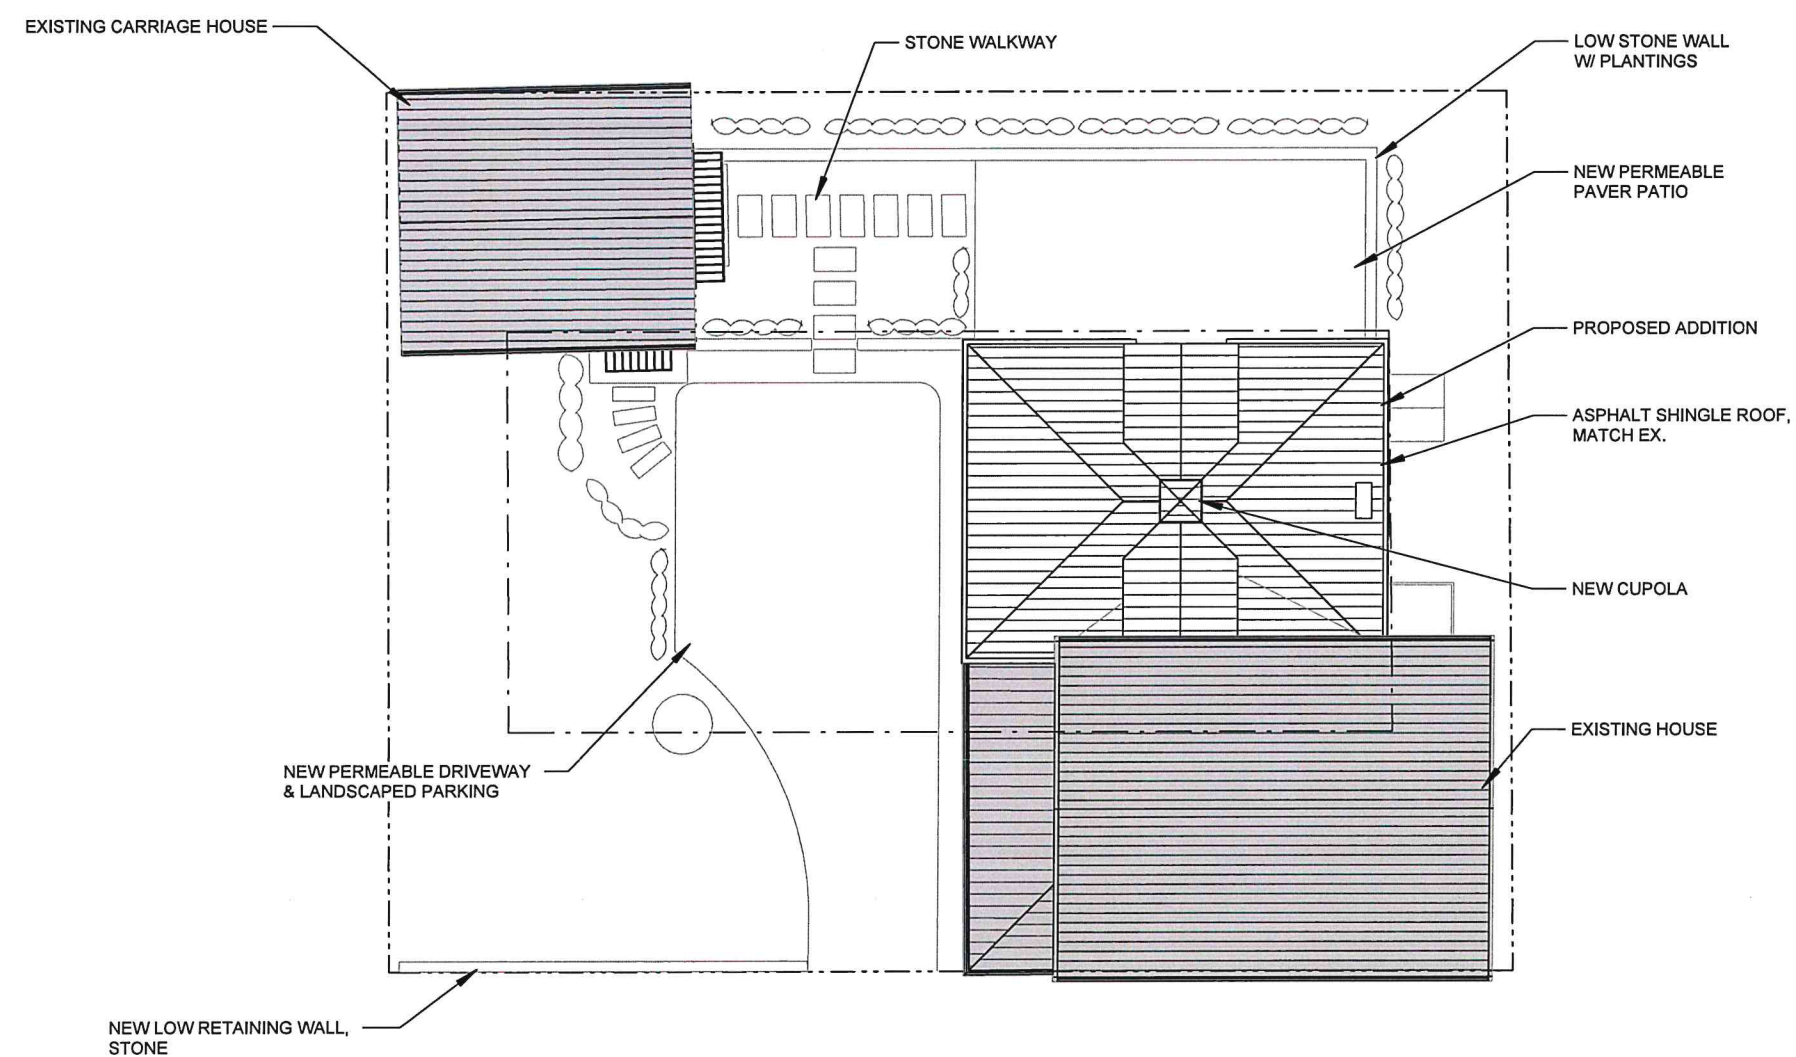 EXISTING CARRIAGE HOUSE
STONE WALKWAY
LOW STONE WALL
W/ PLANTINGS
NEW PERMEABLE
PAVER PATIO
PROPOSED ADDITION
ASPHALT SHINGLE ROOF,
MATCH EX.
NEW CUPOLA
EXISTING HOUSE
NEW PERMEABLE DRIVEWAY
& LANDSCAPED PARKING
NEW LOW RETAINING WALL,
STONE